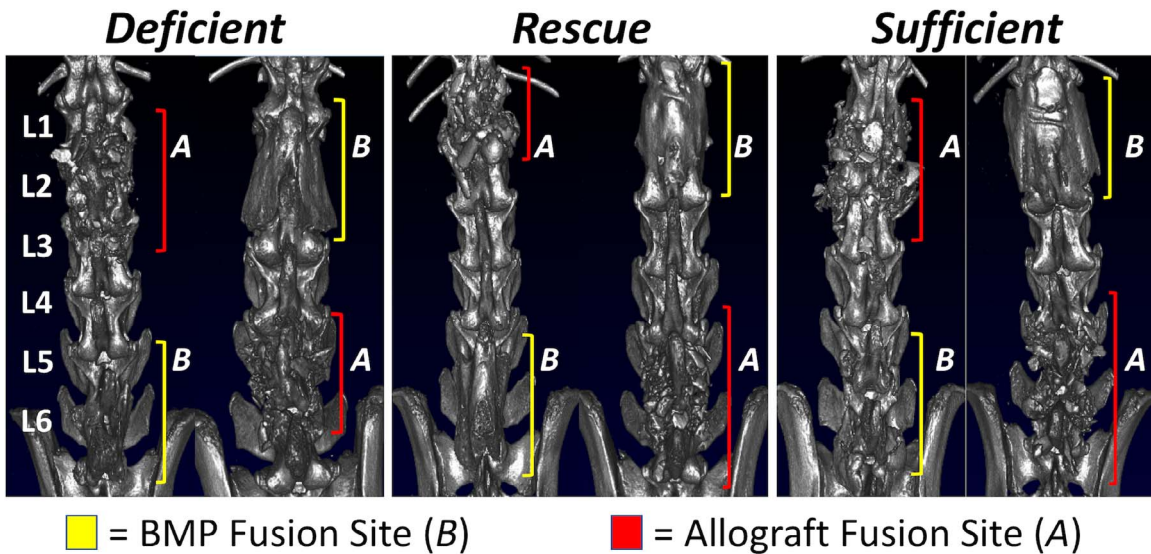 Deficient Rescue Sufficient
L1 A B A B A B
L2
L3
L4
L5 B A B A B A
L6
= BMP Fusion Site (B) = Allograft Fusion Site (A)